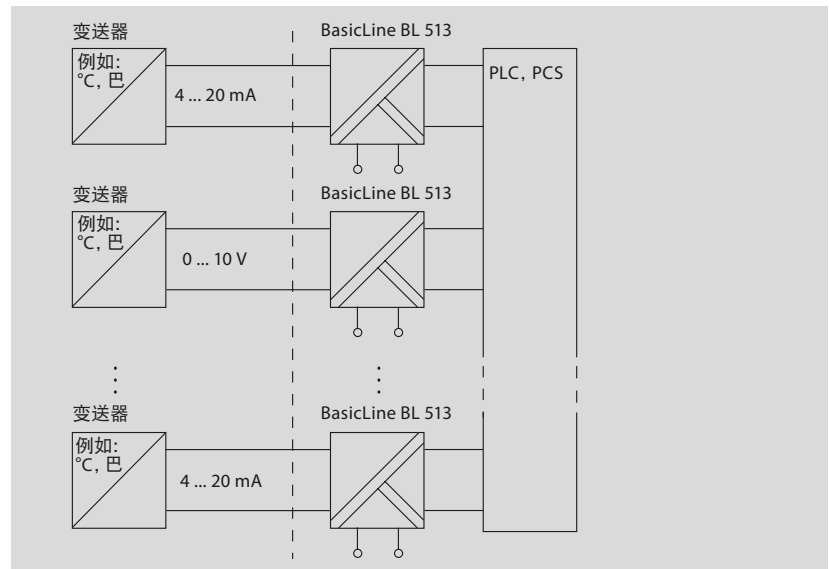 变送器
BasicLine BL 513
例如:
°C, 巴
4 ... 20 mA
PLC, PCS
变送器
BasicLine BL 513
例如:
°C, 巴
0 ... 10 V
变送器
BasicLine BL 513
例如:
°C, 巴
4 ... 20 mA